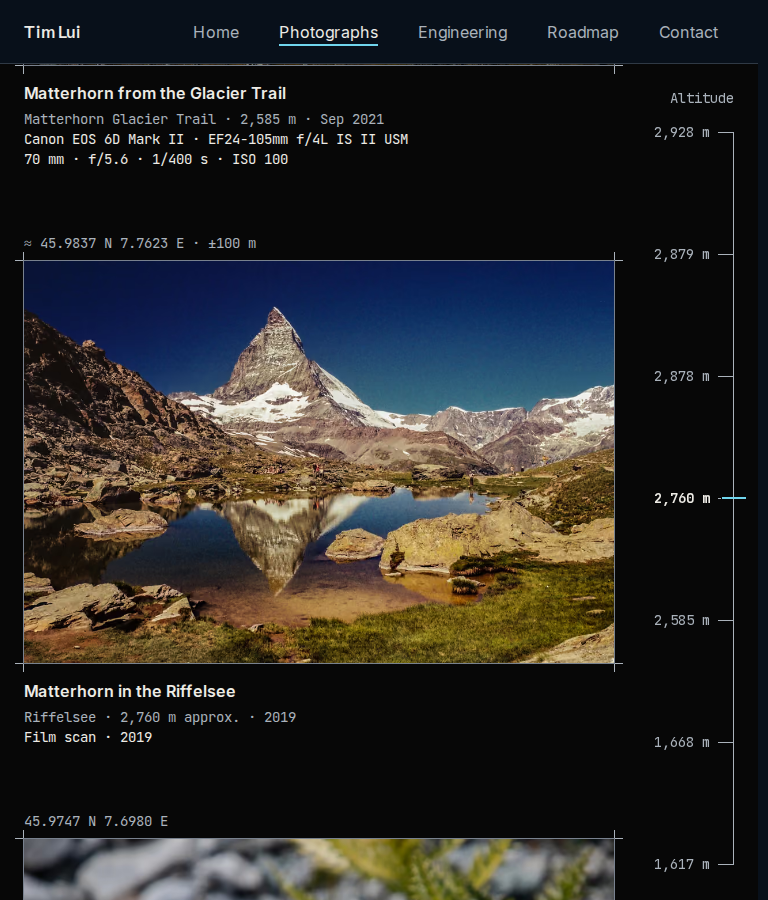 Tim Lui
Home
Photographs
Engineering
Roadmap
Contact
Matterhorn from the Glacier Trail
Matterhorn Glacier Trail · 2,585 m · Sep 2021
Canon EOS 6D Mark II · EF24-105mm f/4L IS II USM
70 mm · f/5.6 · 1/400 s · ISO 100
≈ 45.9837 N 7.7623 E · ±100 m
Matterhorn in the Riffelsee
Riffelsee · 2,760 m approx. · 2019
Film scan · 2019
45.9747 N 7.6980 E
Altitude
2,928 m
2,879 m
2,878 m
2,760 m
2,585 m
1,668 m
1,617 m